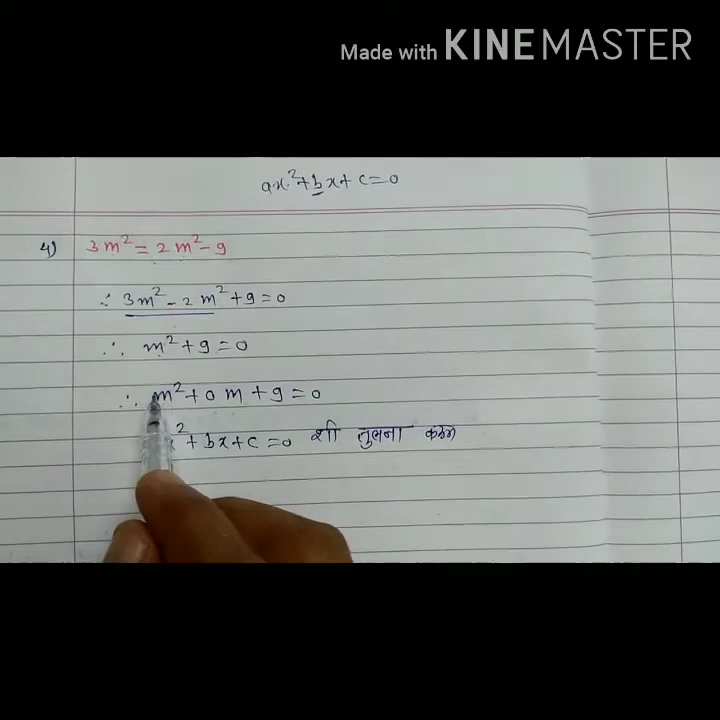 Made with KINEMASTER
ax²+bx+c=0
4) 3m² = 2m² - 9
∴ 3m² - 2m² + 9 = 0
∴ m² + 9 = 0
∴ m² + 0m + 9 = 0
x² + bx + c = 0 शी तुलना करून